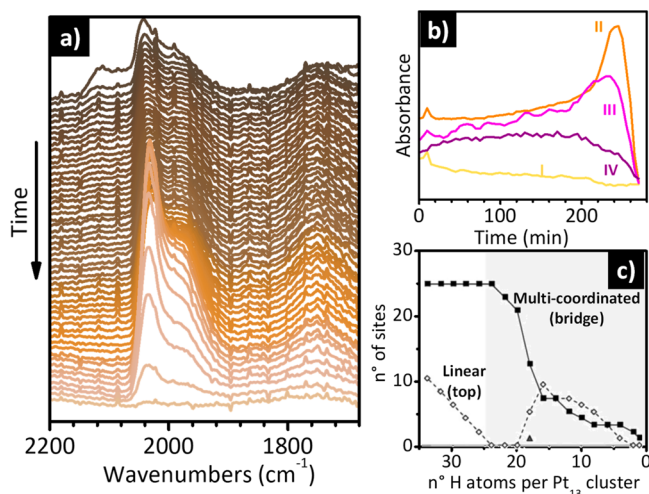 a)
Time
2200 2000 1800
Wavenumbers (cm-1)
b)
Absorbance
II
III
IV
I
0 100 200
Time (min)
c)
n° of sites
30
20
10
0
Multi-coordinated
(bridge)
Linear
(top)
30 20 10 0
n° H atoms per Pt13 cluster